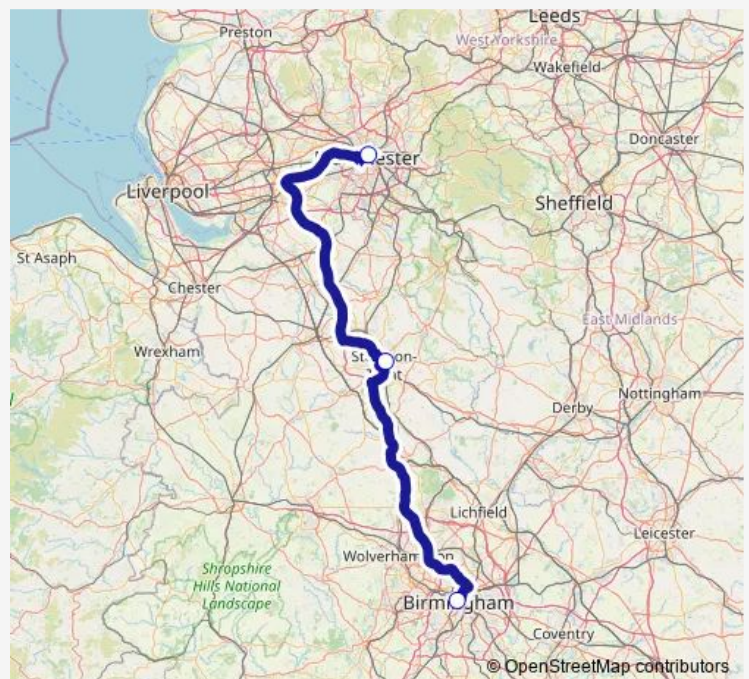 Leeds
Preston
West Yorkshire
Wakefield
Doncaster
Liverpool
Sheffield
St Asaph
Chester
East Midlands
Wrexham
Nottingham
Derby
Lichfield
Leicester
Shropshire
Hills National
Landscape
Birmingham
Coventry
© OpenStreetMap contributors